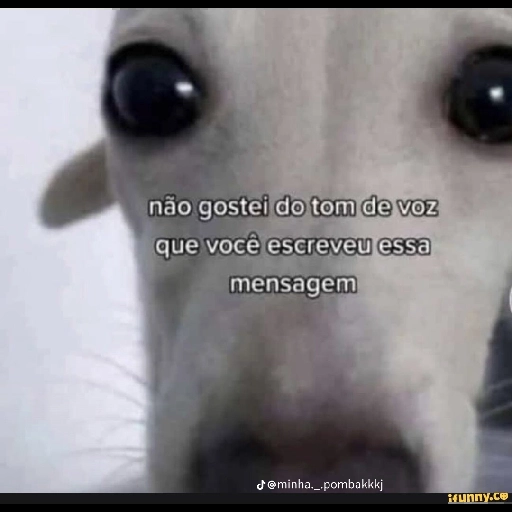 não gostei do tom de voz
que você escreveu essa
mensagem
@minha._.pombakkkj
ifunny.co